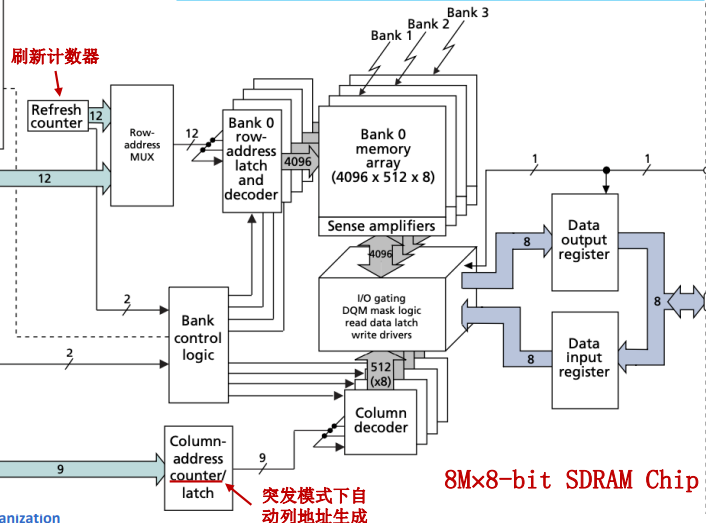 Bank 3
Bank 2
Bank 1
刷新计数器
Refresh
counter
12
Row-
address
MUX
12
12
Bank 0
row-
address
latch
and
decoder
4096
Bank 0
memory
array
(4096 x 512 x 8)
Sense amplifiers
4096
1
1
8
Data
output
register
I/O gating
DQM mask logic
read data latch
write drivers
8
2
Bank
control
logic
2
8
Data
input
register
512
(x8)
Column
decoder
Column-
address
counter/
latch
9
9
8M×8-bit SDRAM Chip
突发模式下自
动列地址生成
anization